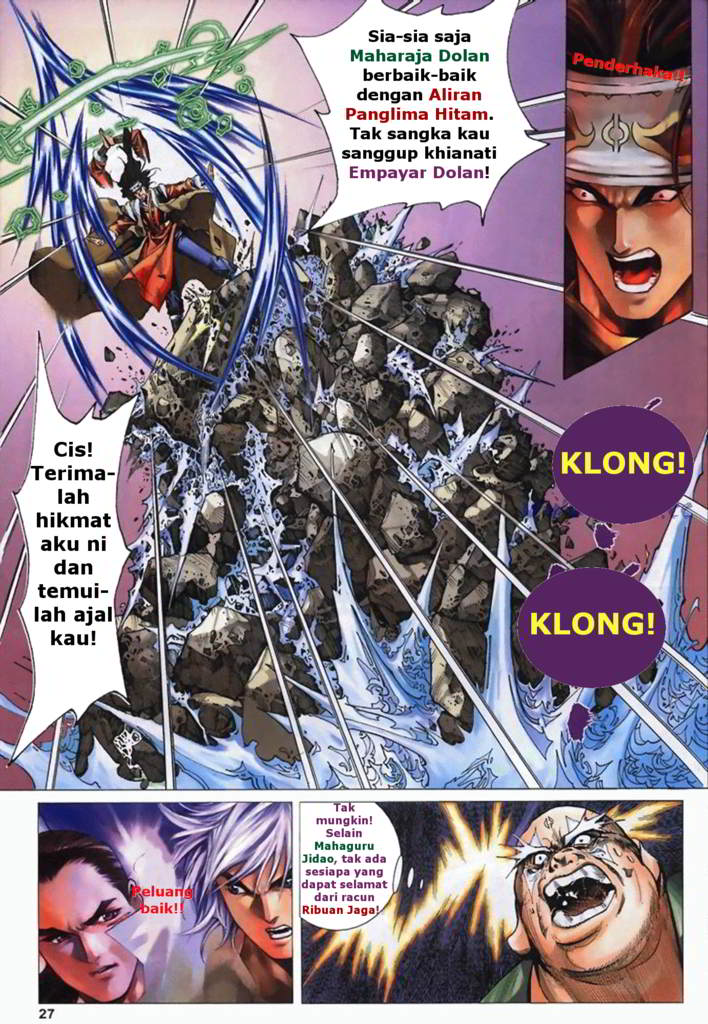 Sia-sia saja
Maharaja Dolan
berbaik-baik
dengan Aliran
Panglima Hitam.
Tak sangka kau
sanggup khianati
Empayar Dolan!
Penderhaka!!
Cis!
Terima-
lah
hikmat
aku ni
dan
temui-
lah ajal
kau!
KLONG!
KLONG!
Peluang
baik!!
Tak
mungkin!
Selain
Mahaguru
Jidao, tak ada
sesiapa yang
dapat selamat
dari racun
Ribuan Jaga!
27